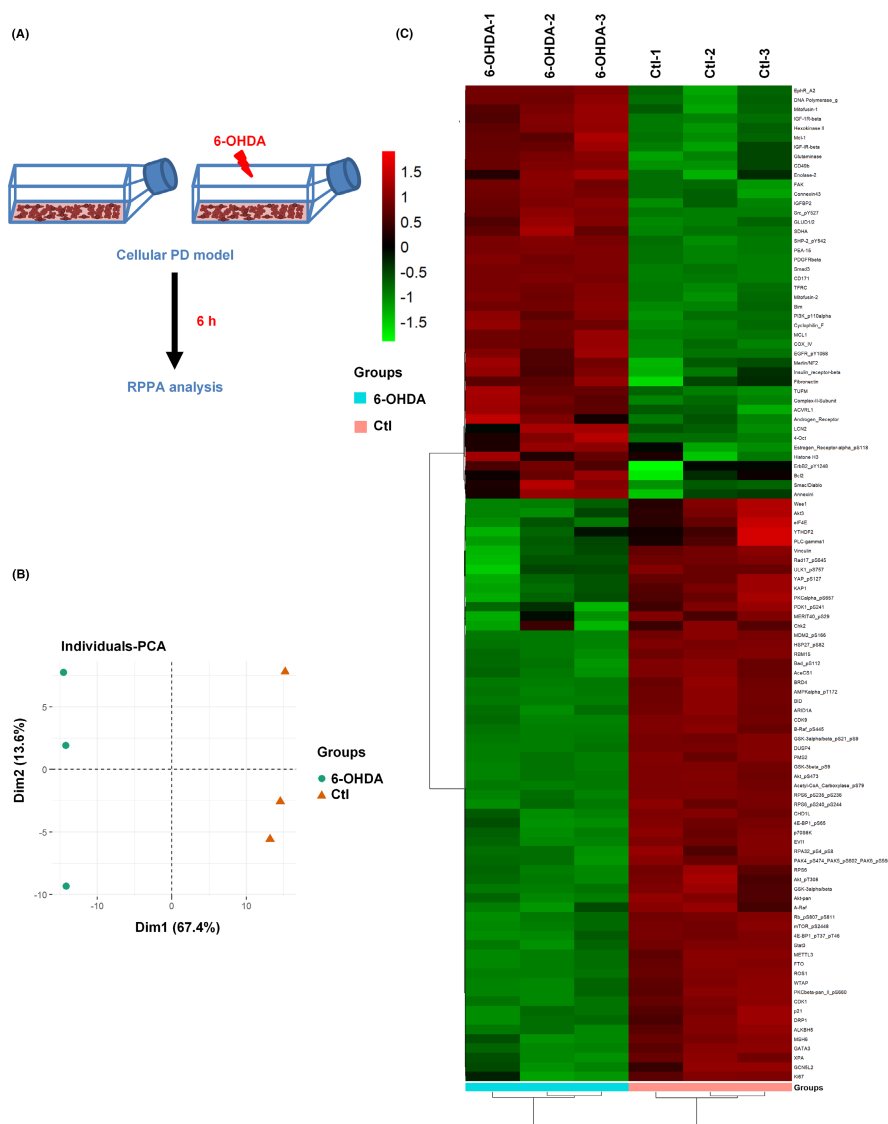 (A)
6-OHDA
Cellular PD model
6 h
RPPA analysis
(B)
Individuals-PCA
Dim2 (13.6%)
5
0
-5
-10
-10
0
10
Dim1 (67.4%)
Groups
6-OHDA
Ctl
(C)
6-OHDA-1
6-OHDA-2
6-OHDA-3
Ctl-1
Ctl-2
Ctl-3
1.5
1
0.5
0
-0.5
-1
-1.5
Groups
6-OHDA
Ctl
EphR_A2
DNA Polymerase_g
Mitofusin-1
IGF-1R-beta
Hexokinase II
Mcl-1
IGF-IR-beta
Glutaminase
CD49b
Enolase-2
FAK
Connexin43
IGFBP2
Src_pY527
GLUD1/2
SDHA
SHP-2_pY542
PEA-15
PDGFRbeta
Smad3
CD171
TFRC
Mitofusin-2
Bim
PI3K_p110alpha
Cyclophilin_F
MCL1
COX_IV
EGFR_pY1068
Merlin/NF2
Insulin_receptor-beta
Fibronectin
TUFM
Complex-II-Subunit
ACVRL1
Androgen_Receptor
LCN2
4-Oct
Estrogen_Receptor-alpha_pS118
Histone H3
ErbB2_pY1248
Bcl2
Smac/Diablo
AnnexinI
Wee1
Akt3
eIF4E
YTHDF2
PLC-gamma1
Vinculin
Rad17_pS645
ULK1_pS757
YAP_pS127
KAP1
PKCalpha_pS657
PDK1_pS241
MERIT40_pS29
Chk2
MDM2_pS166
HSP27_pS82
RBM15
Bad_pS112
AceCS1
BRD4
AMPKalpha_pT172
BID
ARID1A
CDK9
B-Raf_pS445
GSK-3alpha/beta_pS21_pS9
DUSP4
PMS2
GSK-3beta_pS9
Akt_pS473
Acetyl-CoA_Carboxylase_pS79
RPS6_pS235_pS236
RPS6_pS240_pS244
CHD1L
4E-BP1_pS65
p70S6K
EVI1
RPA32_pS4_pS8
PAK4_pS474_PAK5_pS602_PAK6_pS56
RPS6
Akt_pT308
GSK-3alpha/beta
Akt-pan
A-Raf
Rb_pS807_pS811
mTOR_pS2448
4E-BP1_pT37_pT46
Stat3
METTL3
FTO
ROS1
WTAP
PKCbeta-pan_II_pS660
CDK1
p21
DRP1
ALKBH5
MSH6
GATA3
XPA
GCN5L2
Ki67
Groups